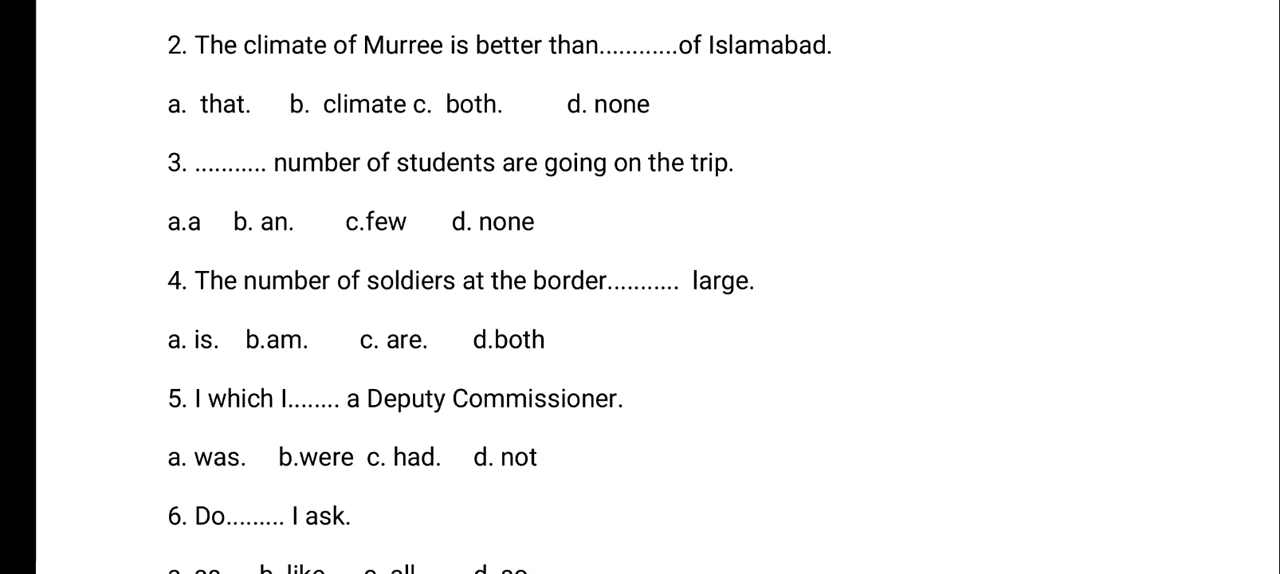 2. The climate of Murree is better than............of Islamabad.
a. that. b. climate c. both. d. none
3. ........... number of students are going on the trip.
a.a b. an. c.few d. none
4. The number of soldiers at the border........... large.
a. is. b.am. c. are. d.both
5. I which I........ a Deputy Commissioner.
a. was. b.were c. had. d. not
6. Do......... I ask.